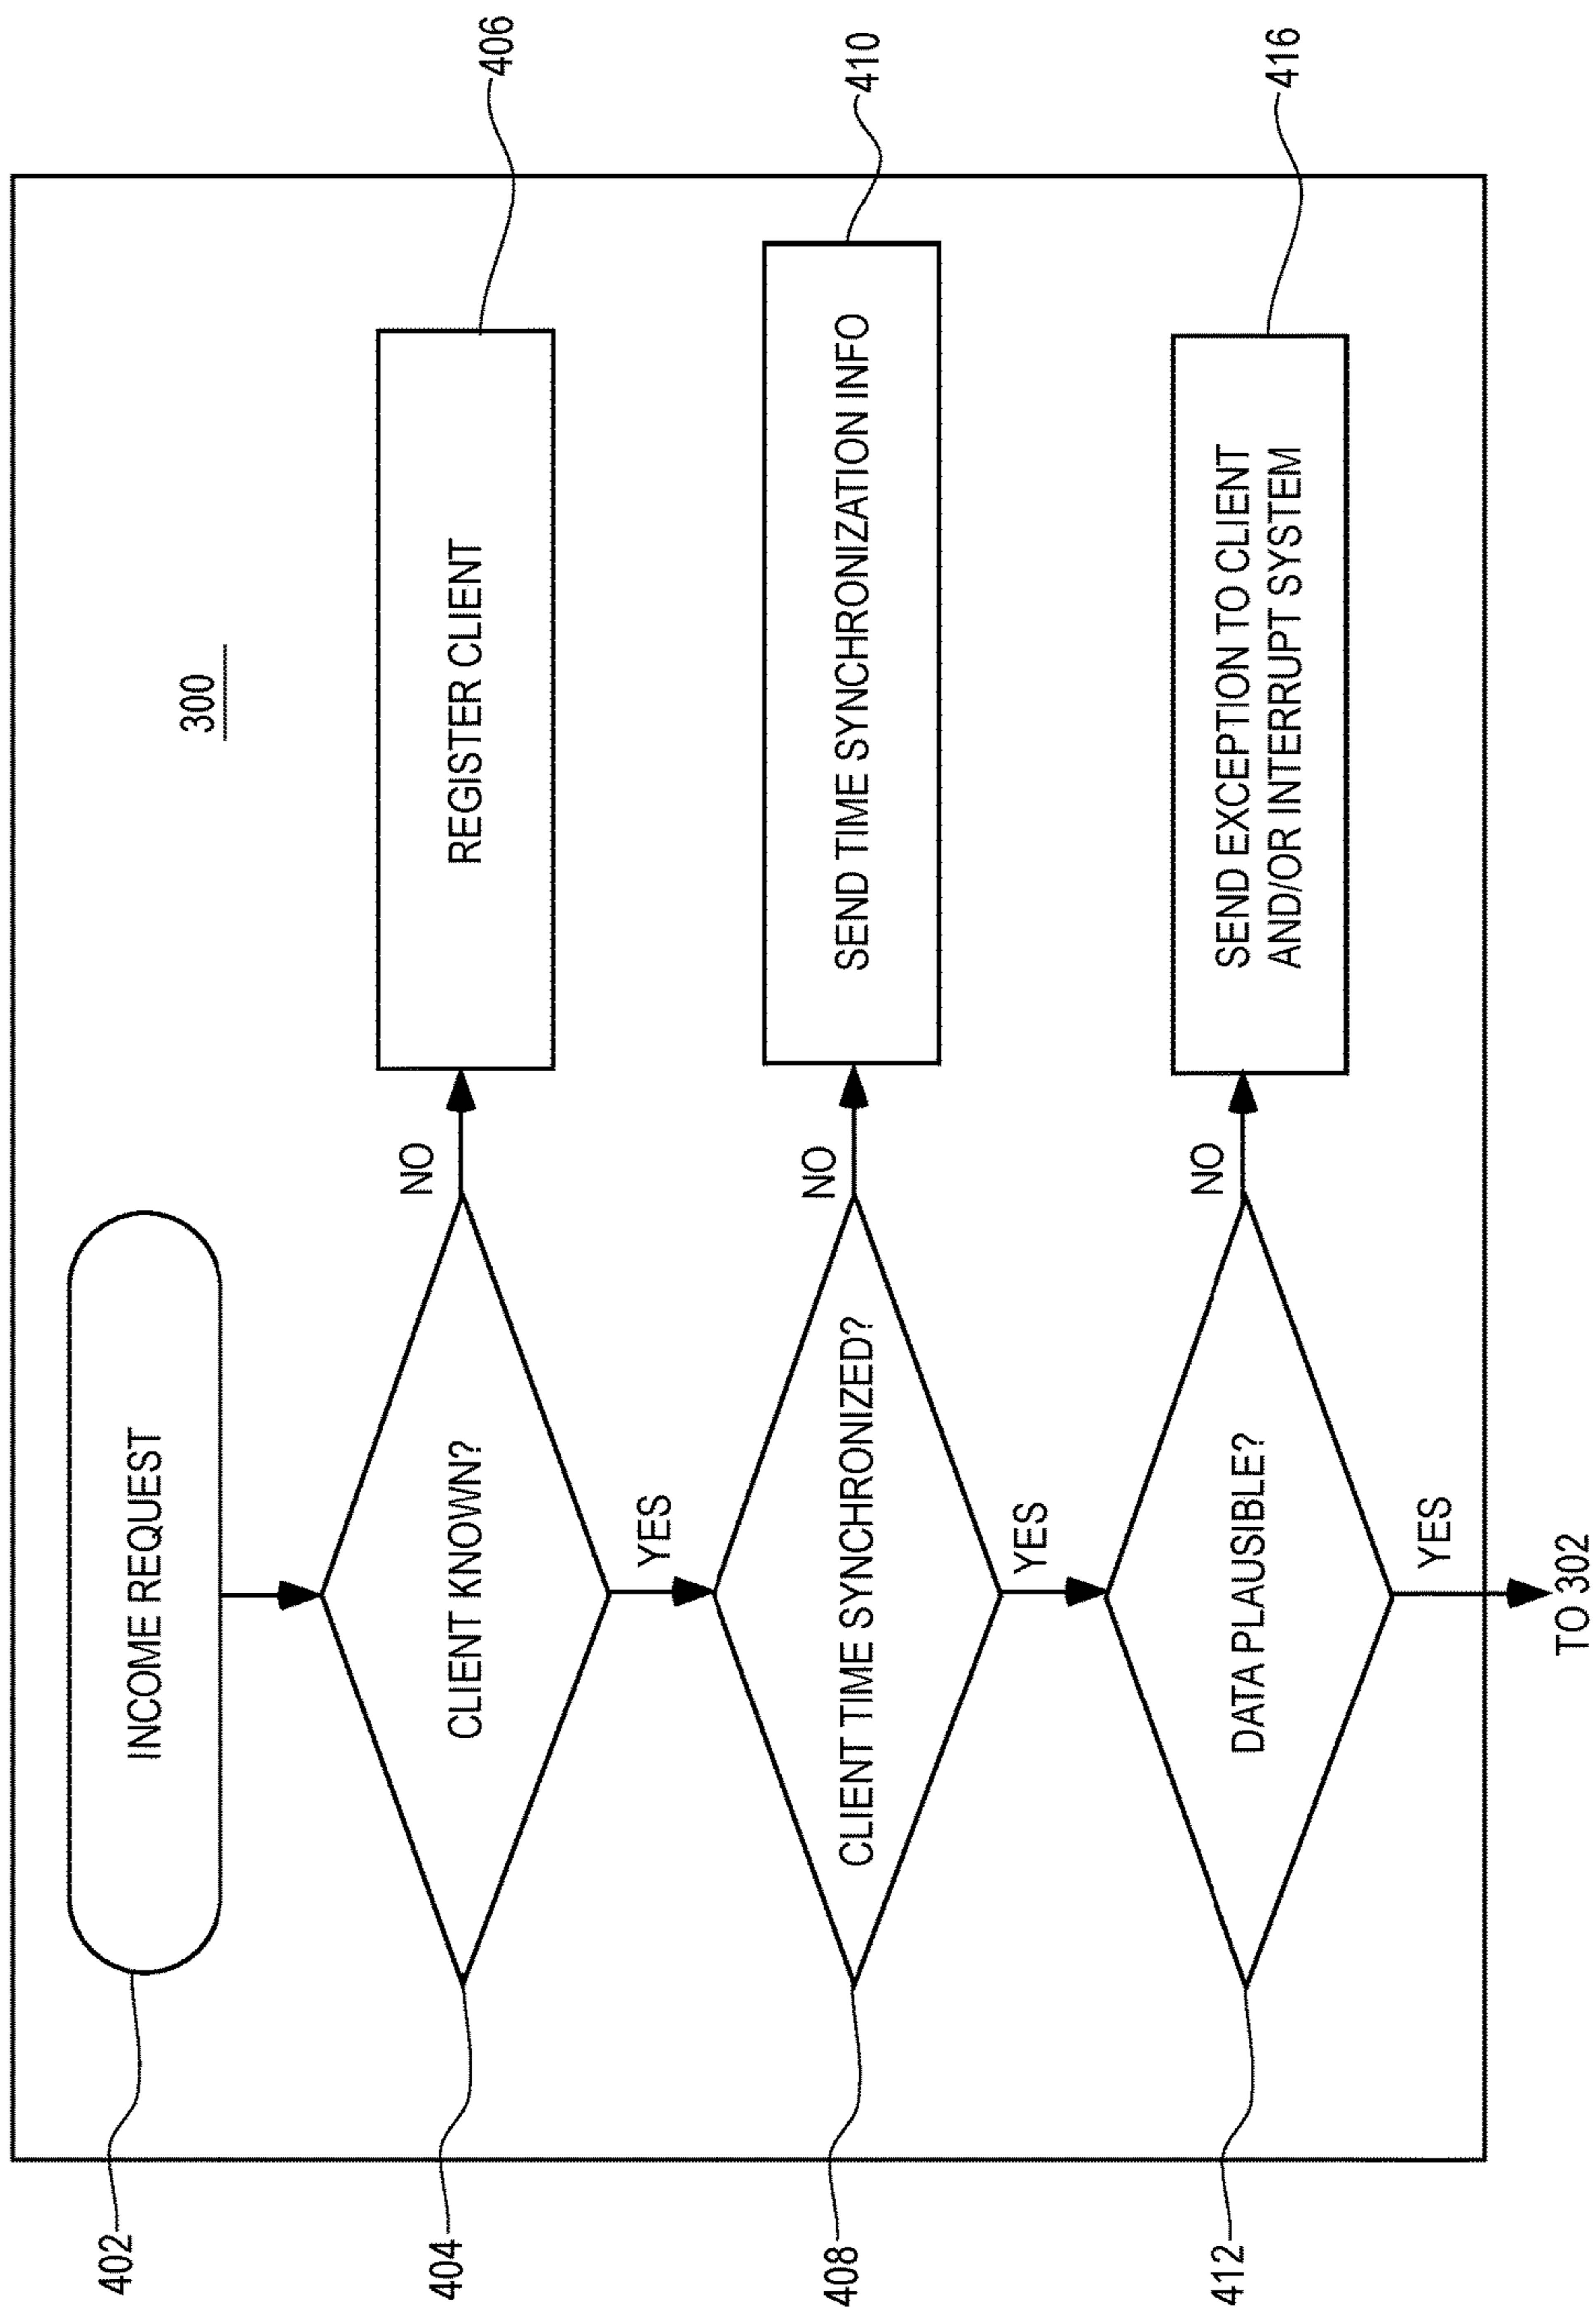 300
402
INCOME REQUEST
404
CLIENT KNOWN?
NO
REGISTER CLIENT
406
YES
408
CLIENT TIME SYNCHRONIZED?
NO
SEND TIME SYNCHRONIZATION INFO
410
YES
412
DATA PLAUSIBLE?
NO
SEND EXCEPTION TO CLIENT
AND/OR INTERRUPT SYSTEM
416
YES
TO 302